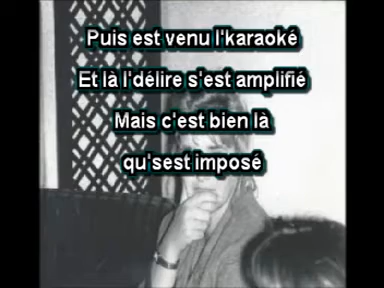 Puis est venu l'karaoké
Et là l'délire s'est amplifié
Mais c'est bien là
qu'sest imposé